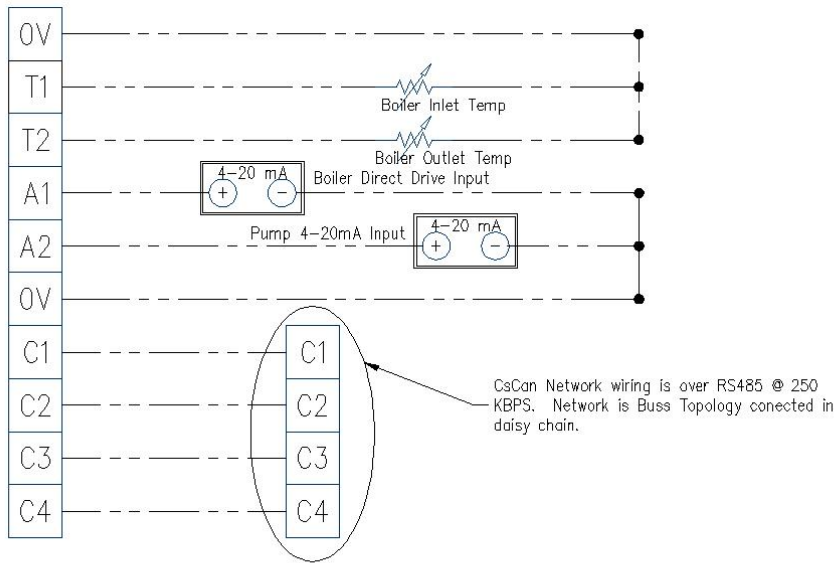 0V
T1
Boiler Inlet Temp
T2
Boiler Outlet Temp
4-20 mA
Boiler Direct Drive Input
A1
+ -
4-20 mA
Pump 4-20mA Input
A2
+ -
0V
C1 C1
C2 C2
C3 C3
C4 C4
CsCan Network wiring is over RS485 @ 250
KBPS. Network is Buss Topology conected in
daisy chain.